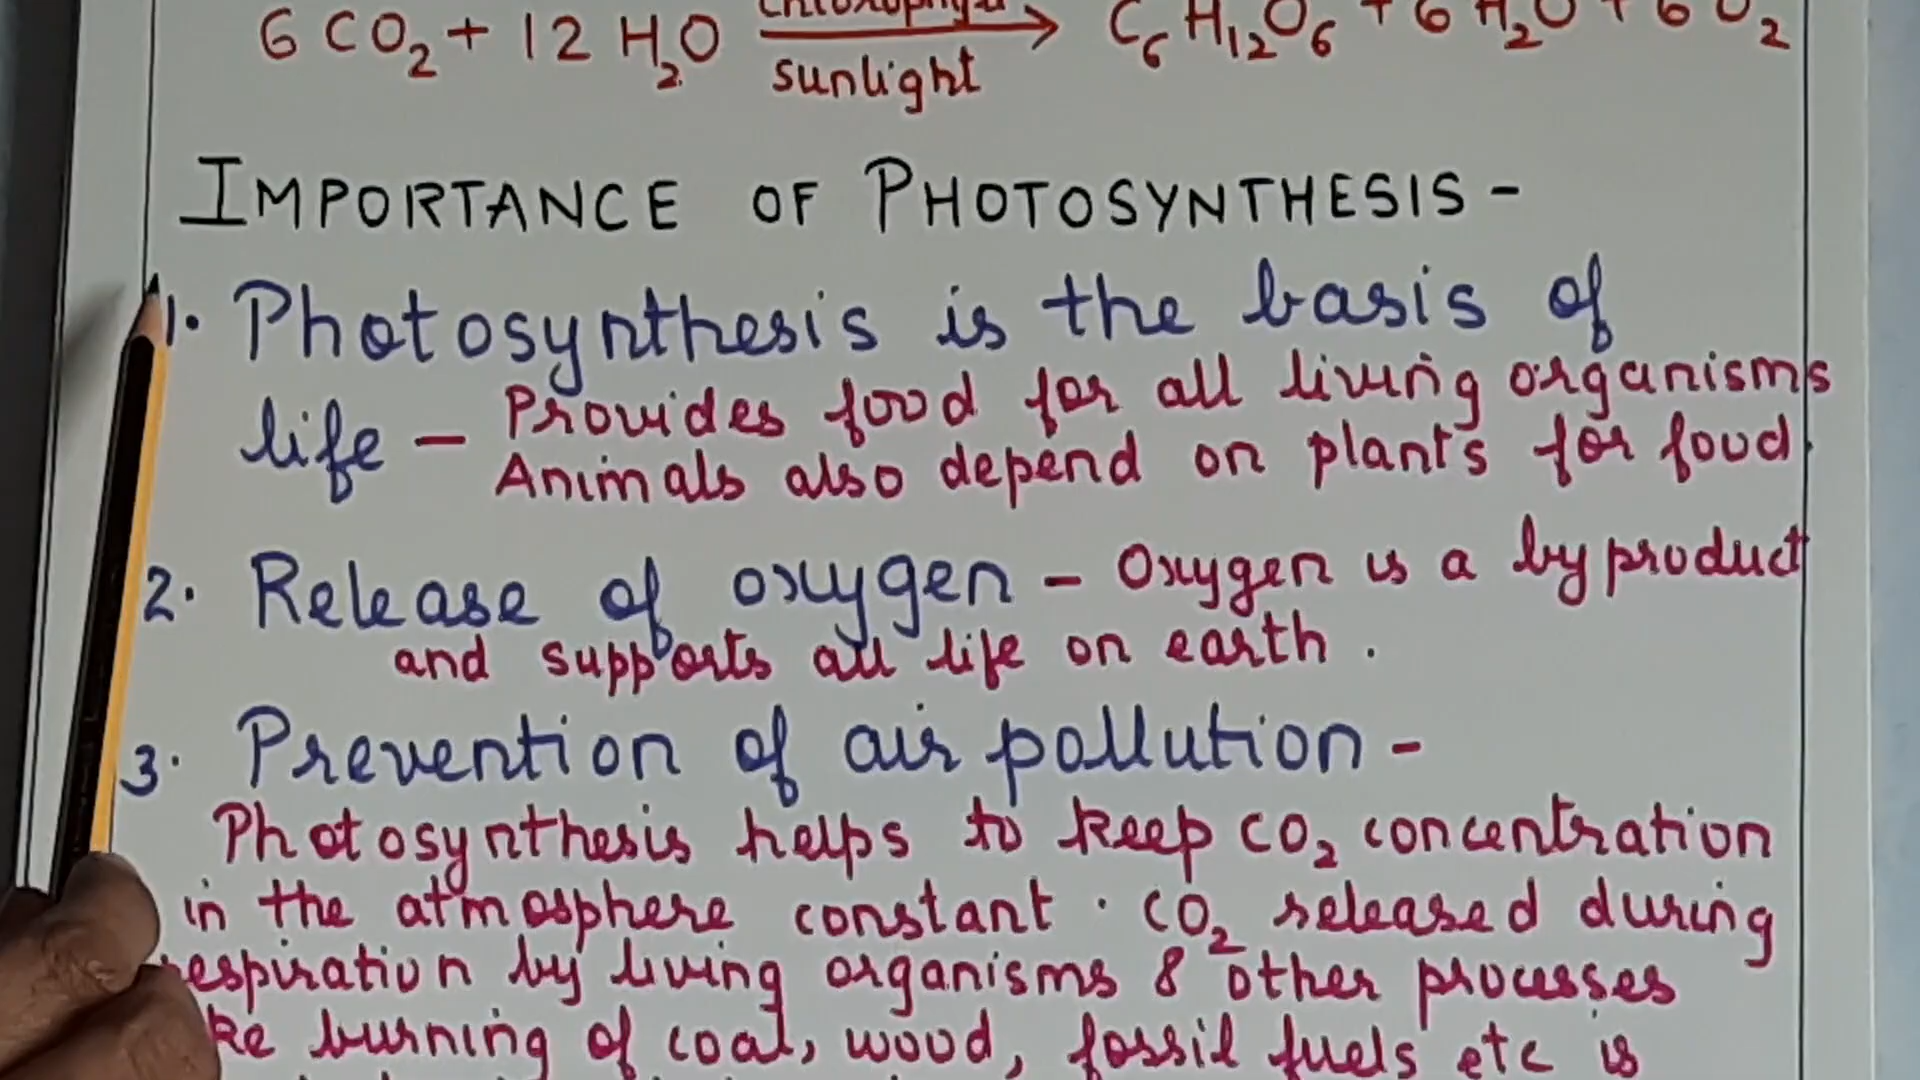 6 CO₂ + 12 H₂O chlorophyll → C₆H₁₂O₆ + 6 H₂O + 6 O₂
sunlight
IMPORTANCE OF PHOTOSYNTHESIS -
1. Photosynthesis is the basis of
life - Provides food for all living organisms
Animals also depend on plants for food.
2. Release of oxygen - Oxygen is a by product
and supports all life on earth .
3. Prevention of air pollution -
Photosynthesis helps to keep CO₂ concentration
in the atmosphere constant . CO₂ released during
respiration by living organisms & other processes
ke burning of coal, wood, fossil fuels etc is